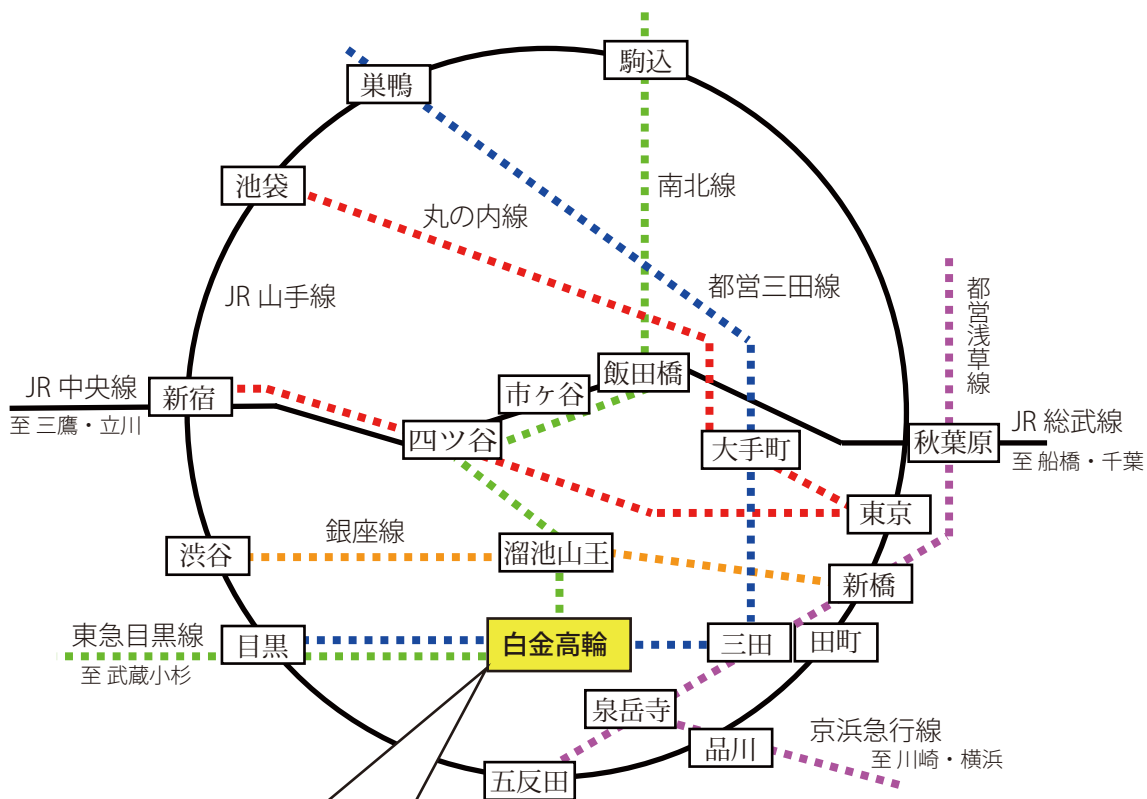 駒込
巣鴨
池袋
南北線
丸の内線
都営三田線
JR 山手線
都営浅草線
飯田橋
市ヶ谷
JR 中央線
新宿
至 三鷹・立川
四ツ谷
大手町
秋葉原
JR 総武線
至 船橋・千葉
東京
銀座線
渋谷
溜池山王
新橋
東急目黒線
目黒
白金高輪
三田
田町
至 武蔵小杉
泉岳寺
品川
京浜急行線
至 川崎・横浜
五反田